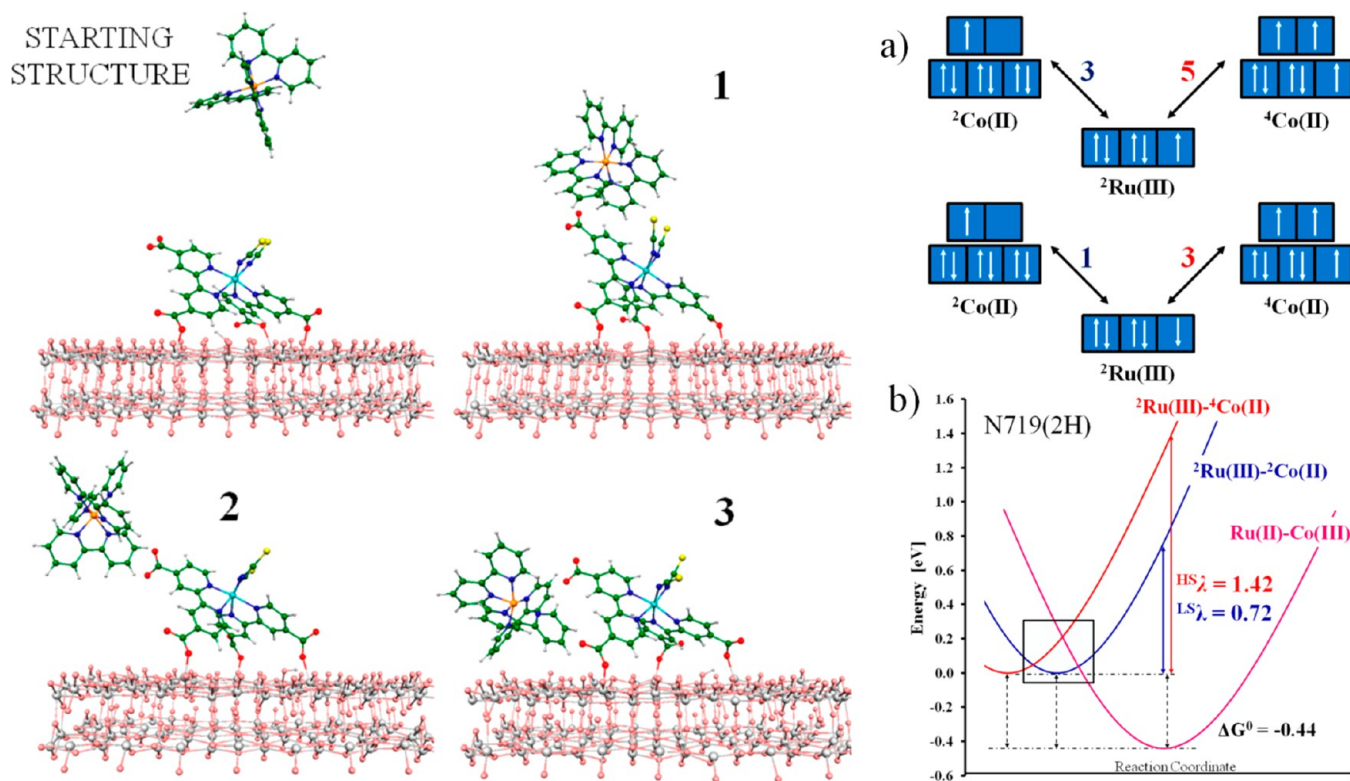 STARTING
STRUCTURE
1
2
3
a)
3
5
²Co(II)
⁴Co(II)
²Ru(III)
1
3
²Co(II)
⁴Co(II)
²Ru(III)
b)
N719(2H)
²Ru(III)-⁴Co(II)
²Ru(III)-²Co(II)
Ru(II)-Co(III)
ᴴˢλ = 1.42
ᴸˢλ = 0.72
ΔG⁰ = -0.44
Energy [eV]
1.6
1.4
1.2
1.0
0.8
0.6
0.4
0.2
0.0
-0.2
-0.4
-0.6
Reaction Coordinate